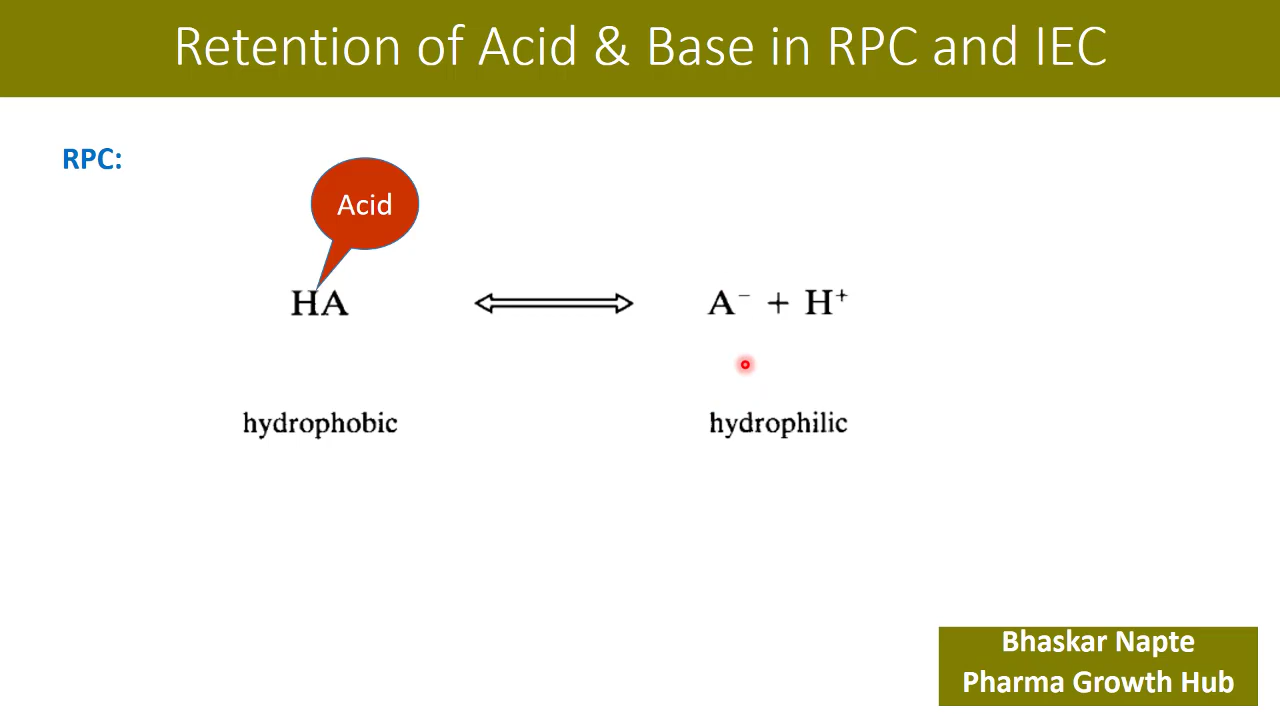 Retention of Acid & Base in RPC and IEC
RPC:
Acid
HA A⁻ + H⁺
hydrophobic hydrophilic
Bhaskar Napte
Pharma Growth Hub